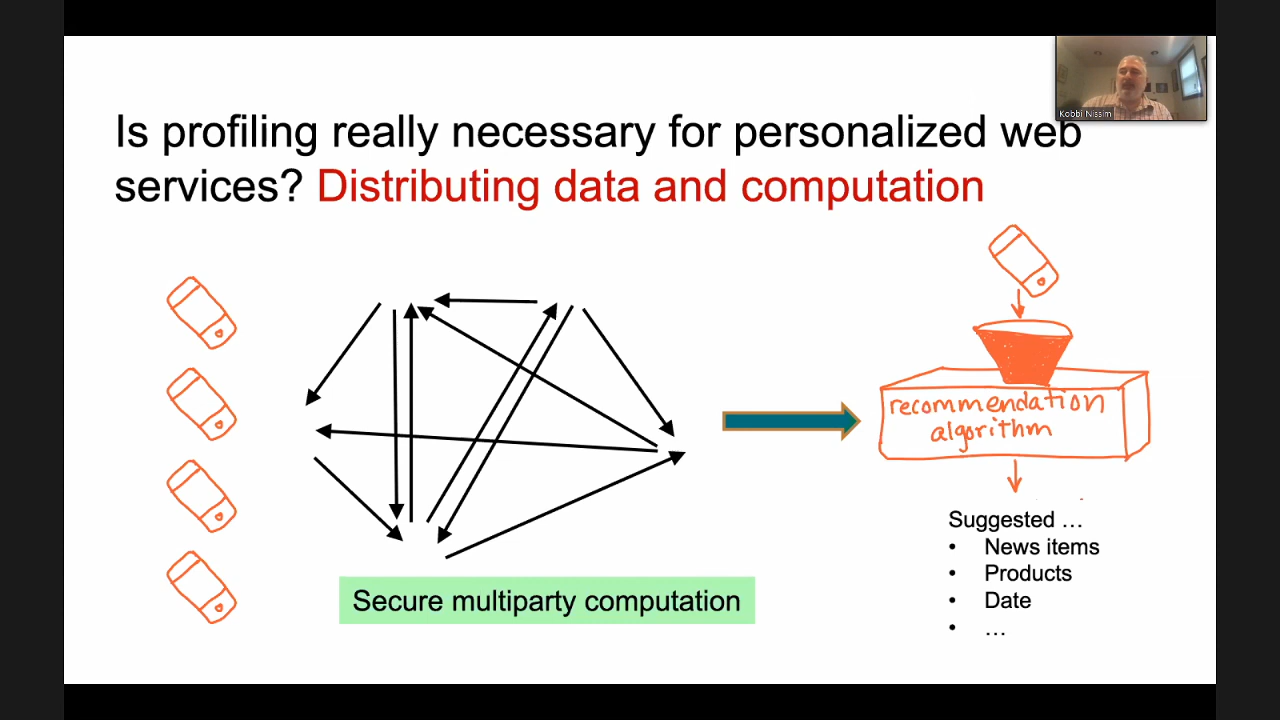 Kobbi Nissim
Is profiling really necessary for personalized web
services? Distributing data and computation
recommendation
algorithm
Suggested …
• News items
• Products
• Date
• …
Secure multiparty computation